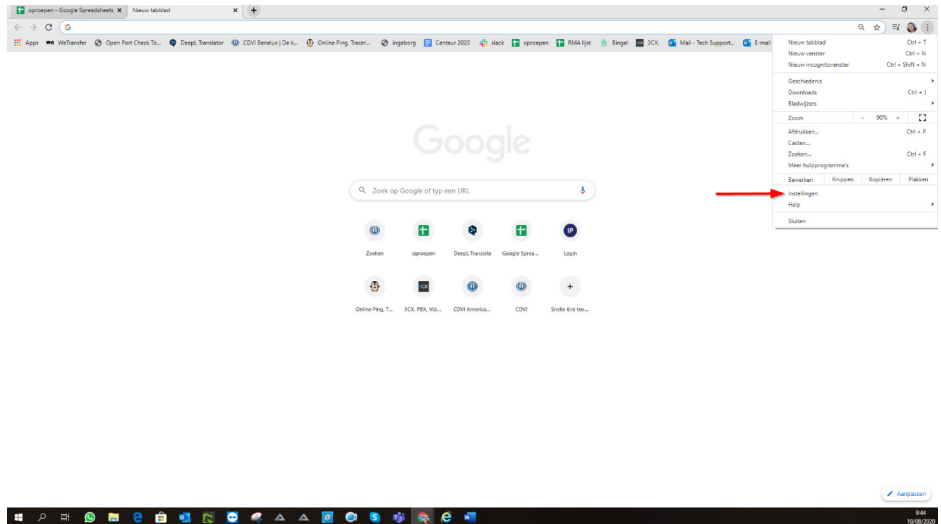 oproepen - Google Spreadsheets
Nieuw tabblad
G
Apps WeTransfer Open Port Check To... DeepL Translator CDVI Benelux | De k... Online Ping, Tracer... ingeborg Centaur 2020 slack oproepen RMA lijst Bingel 3CX. Mail - Tech Support... E-mail
Nieuw tabblad Ctrl + T
Nieuw venster Ctrl + N
Nieuw incognitovenster Ctrl + Shift + N
Geschiedenis
Downloads Ctrl + J
Bladwijzers
Zoom - 90% +
Afdrukken... Ctrl + P
Casten...
Zoeken... Ctrl + F
Meer hulpprogramma's
Bewerken Knippen Kopiëren Plakken
Instellingen
Help
Sluiten
Google
Zoek op Google of typ een URL
Zoeken oproepen DeepL Translate Google Sprea... Login
Online Ping, T... 3CX, PBX, Vid... CDVI America... CDVI Snelle link toe...
Aanpassen
9:44
10/08/2020